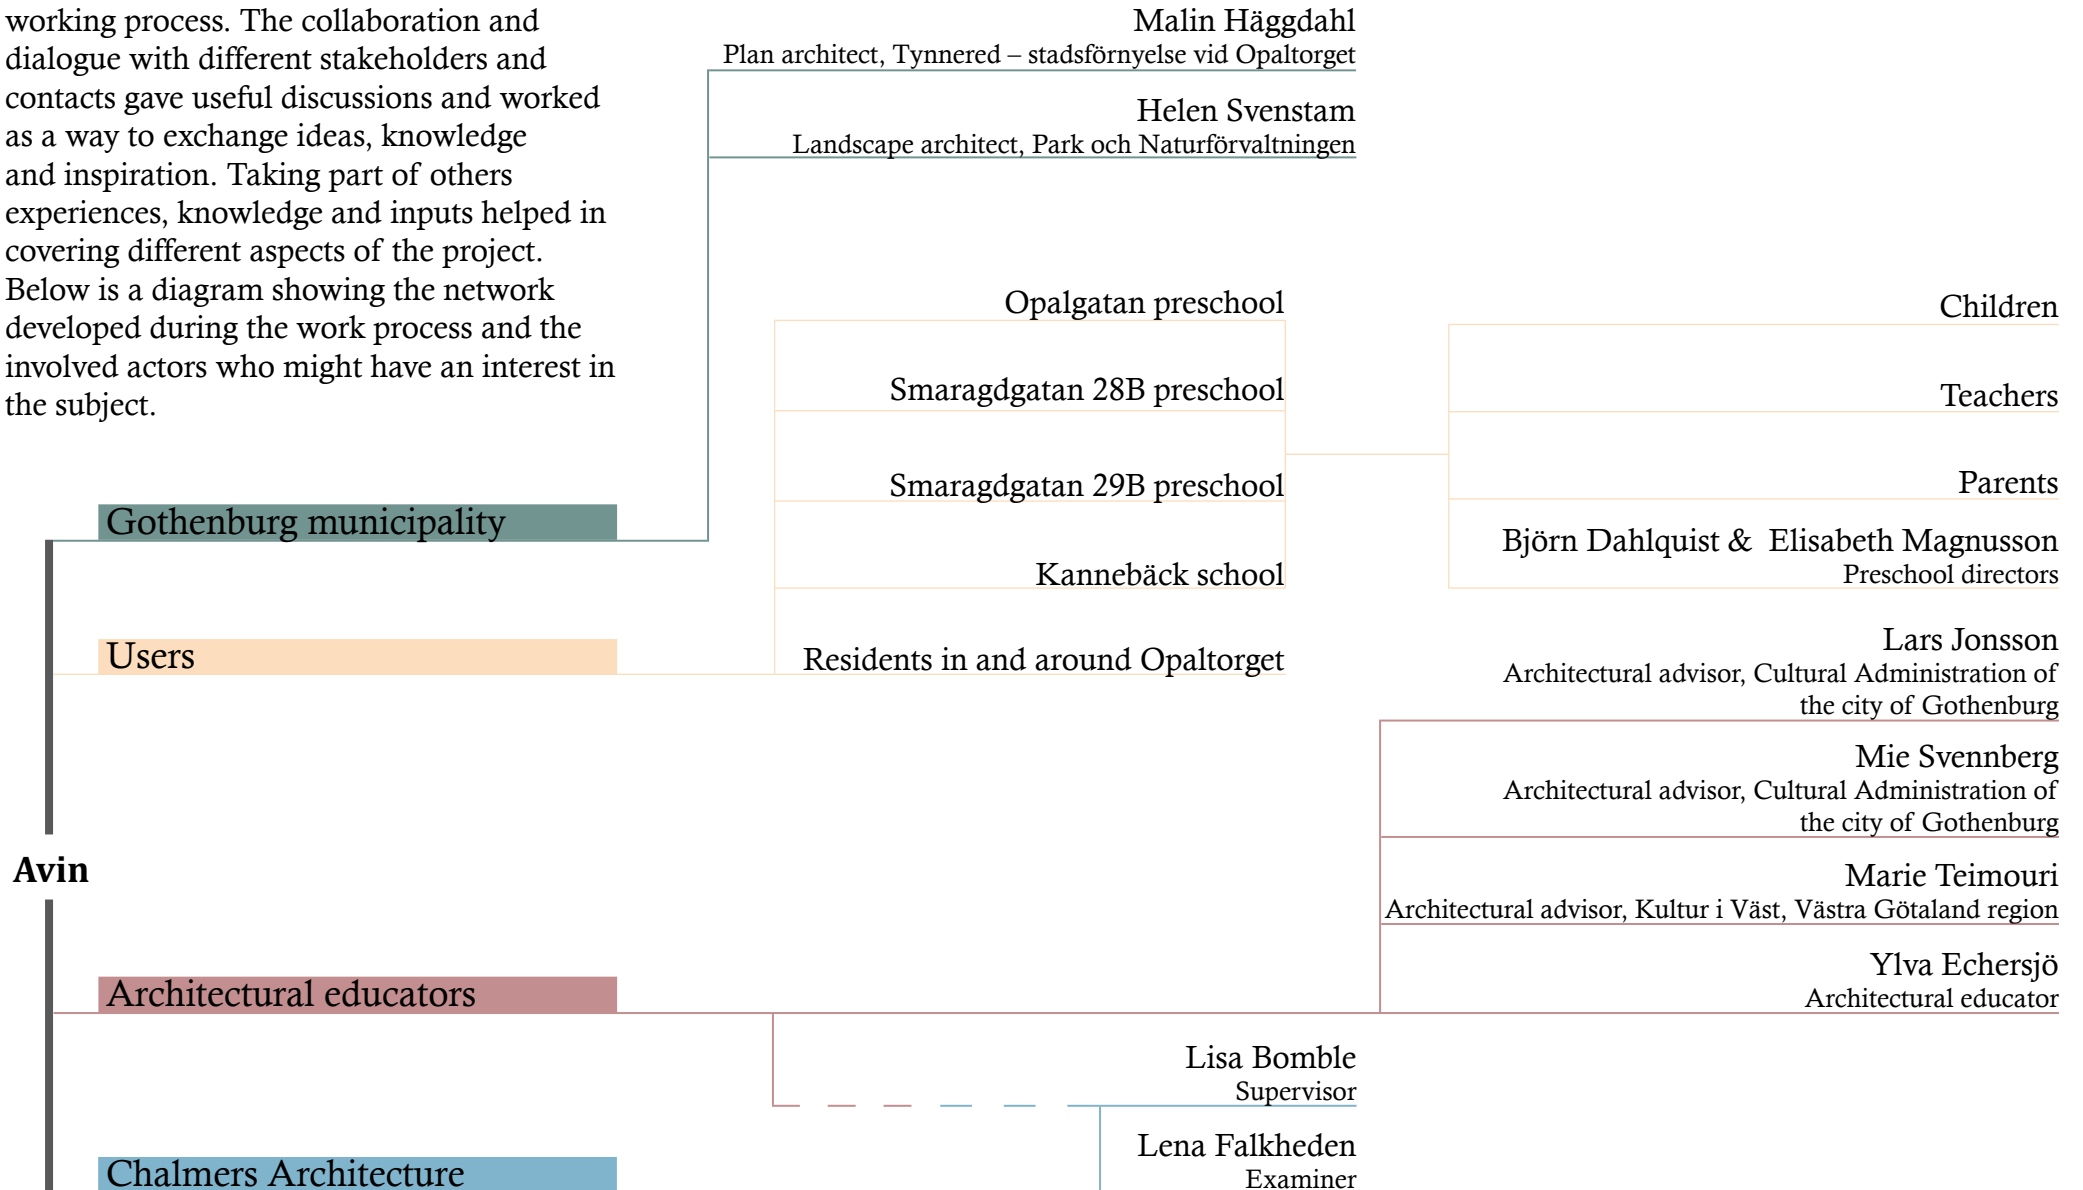 working process. The collaboration and
dialogue with different stakeholders and
contacts gave useful discussions and worked
as a way to exchange ideas, knowledge
and inspiration. Taking part of others
experiences, knowledge and inputs helped in
covering different aspects of the project.
Below is a diagram showing the network
developed during the work process and the
involved actors who might have an interest in
the subject.
Malin Häggdahl
Plan architect, Tynnered – stadsförnyelse vid Opaltorget
Helen Svenstam
Landscape architect, Park och Naturförvaltningen
Gothenburg municipality
Opalgatan preschool
Smaragdgatan 28B preschool
Smaragdgatan 29B preschool
Kannebäck school
Residents in and around Opaltorget
Users
Children
Teachers
Parents
Björn Dahlquist & Elisabeth Magnusson
Preschool directors
Lars Jonsson
Architectural advisor, Cultural Administration of
the city of Gothenburg
Mie Svennberg
Architectural advisor, Cultural Administration of
the city of Gothenburg
Marie Teimouri
Architectural advisor, Kultur i Väst, Västra Götaland region
Ylva Echersjö
Architectural educator
Avin
Architectural educators
Lisa Bomble
Supervisor
Lena Falkheden
Examiner
Chalmers Architecture